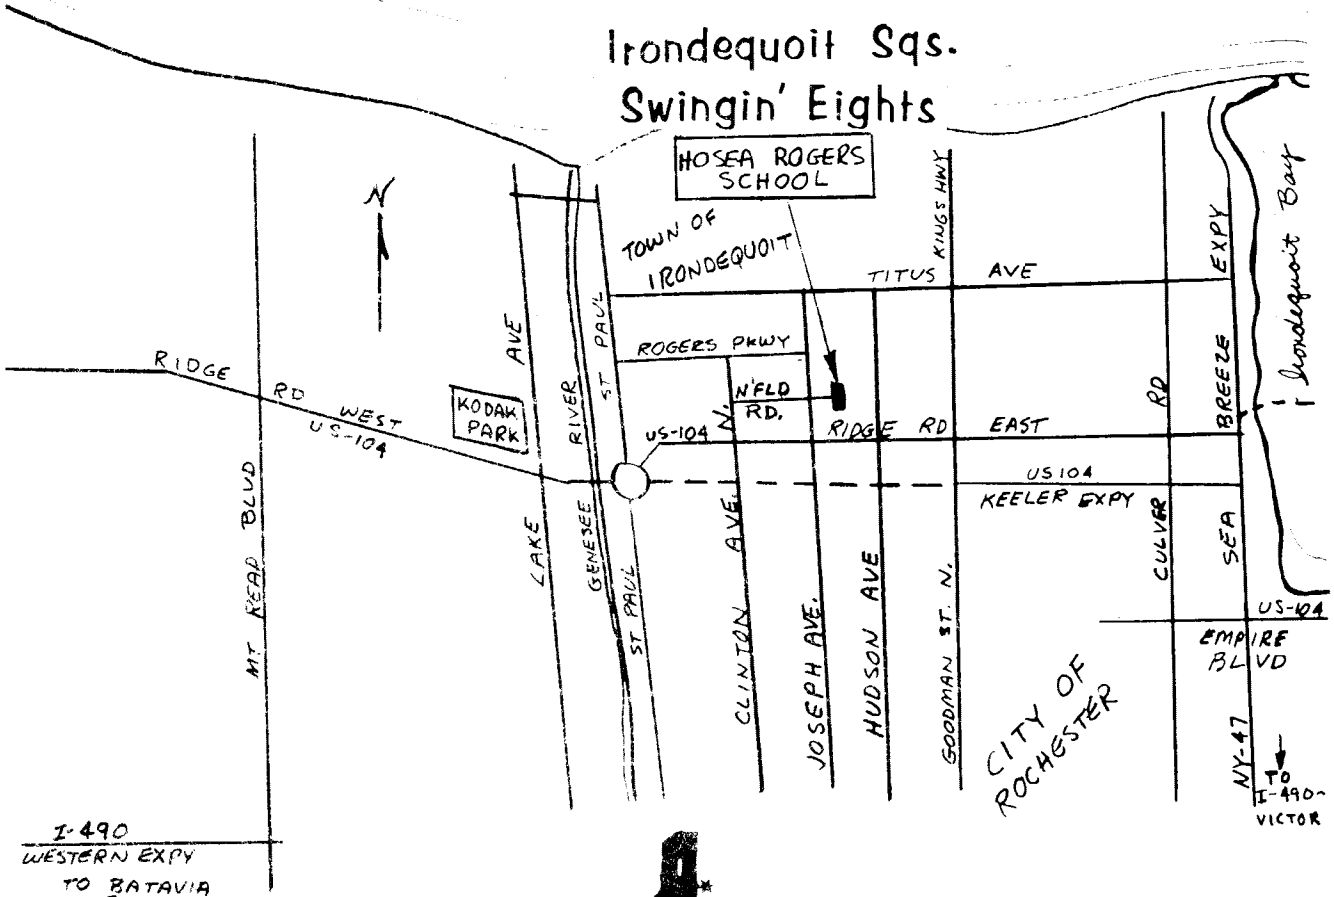 Irondequoit Sqs.
Swingin' Eights
HOSEA ROGERS
SCHOOL
N
TOWN OF
IRONDEQUOIT
KINGS HWY
TITUS AVE
EXPY
Irondequoit Bay
ST PAUL
AVE
ROGERS PKWY
RIDGE RD WEST
US-104
KODAK
PARK
RIVER
N'FLD
RD.
N.
US-104
RIDGE RD EAST
RD
BREEZE
US 104
KEELER EXPY
MT READ BLVD
LAKE
GENESEE
ST PAUL
CLINTON AVE.
JOSEPH AVE.
HUDSON AVE
GOODMAN ST. N.
CULVER
SEA
US-104
EMPIRE
BLVD
CITY OF
ROCHESTER
NY-47
TO
I-490-
VICTOR
I-490
WESTERN EXPY
TO BATAVIA